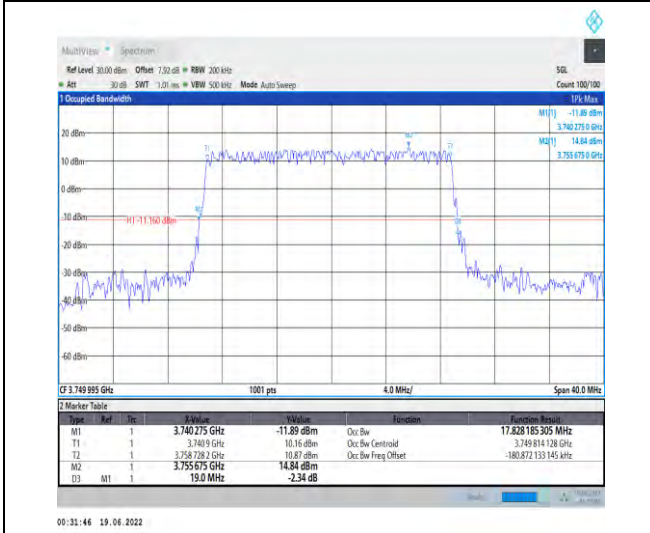 MultiView Spectrum
Ref Level 30.00 dBm Offset 7.92 dB RBW 200 kHz SGL
Att 30 dB SWT 1.01 ms VBW 500 kHz Mode Auto Sweep Count 100/100
1 Occupied Bandwidth 1Pk Max
M1[1] -11.89 dBm
3.740 275 0 GHz
20 dBm M2[1] 14.84 dBm
3.755 675 0 GHz
T1 M2 T2
10 dBm
0 dBm
M1
-10 dBm H1 -11.160 dBm
D3
-20 dBm
-30 dBm
-40 dBm
-50 dBm
-60 dBm
CF 3.749 995 GHz 1001 pts 4.0 MHz/ Span 40.0 MHz
2 Marker Table
Type Ref Trc X-Value Y-Value Function Function Result
M1 1 3.740 275 GHz -11.89 dBm Occ Bw 17.828 185 305 MHz
T1 1 3.740 9 GHz 10.16 dBm Occ Bw Centroid 3.749 814 128 GHz
T2 1 3.758 728 2 GHz 10.87 dBm Occ Bw Freq Offset -180.872 133 145 kHz
M2 1 3.755 675 GHz 14.84 dBm
D3 M1 1 19.0 MHz -2.34 dB
00:31:46 19.06.2022